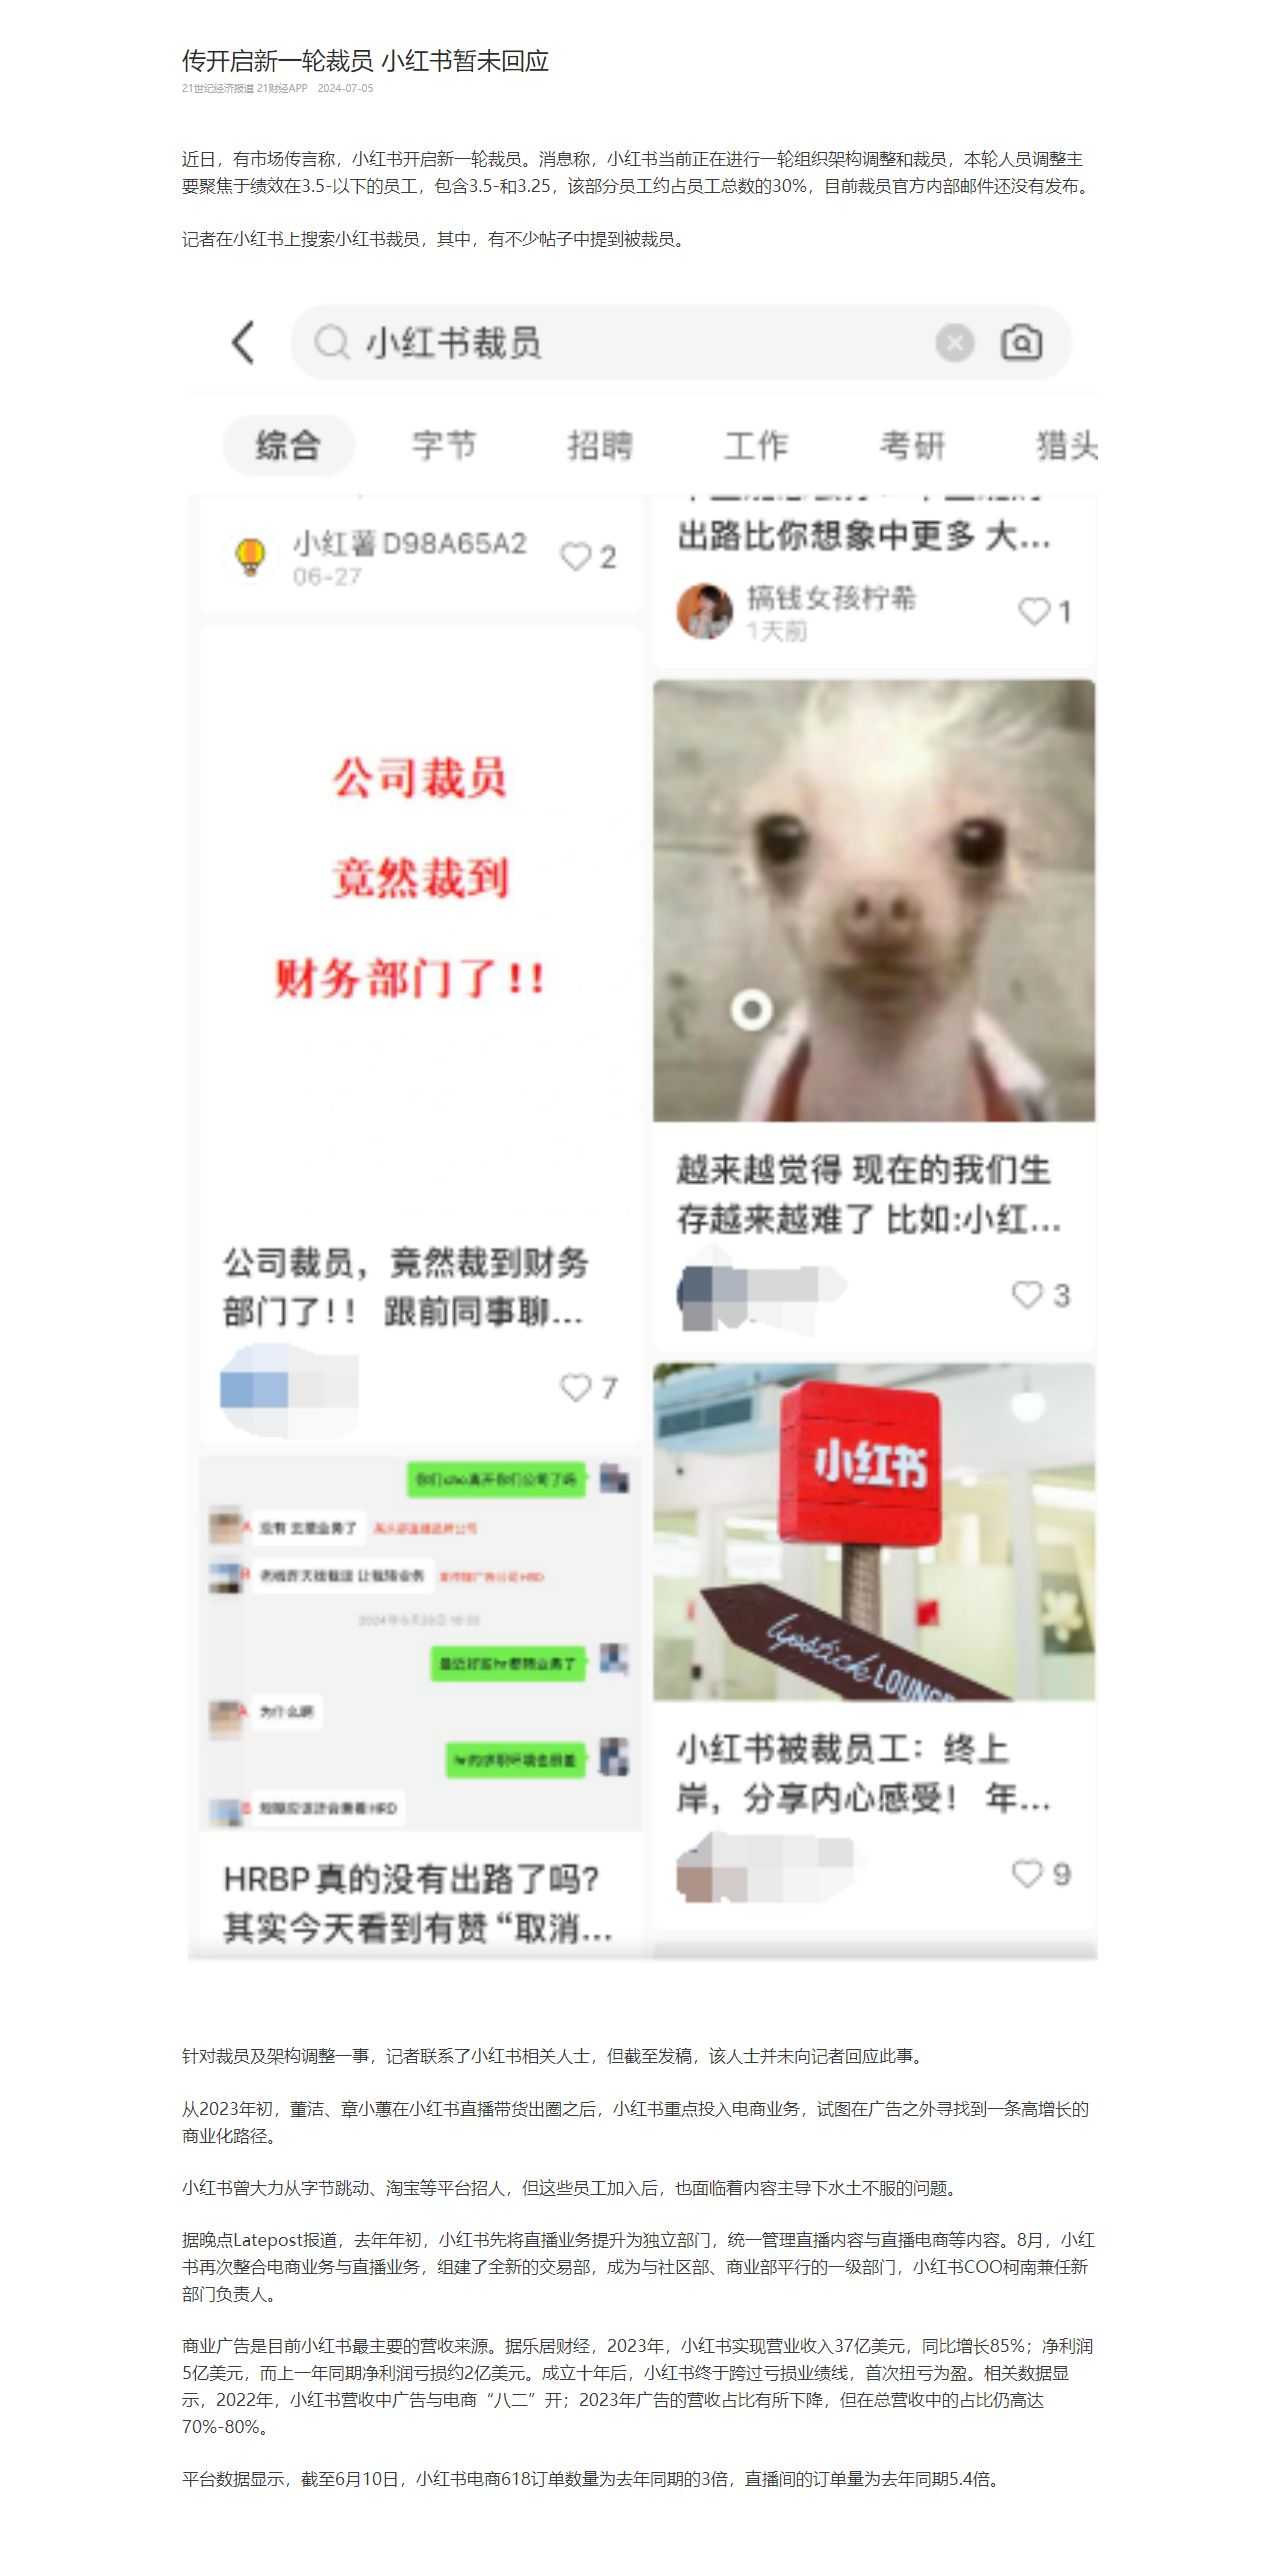 传开启新一轮裁员 小红书暂未回应
21世纪经济报道 21财经APP 2024-07-05
近日，有市场传言称，小红书开启新一轮裁员。消息称，小红书当前正在进行一轮组织架构调整和裁员，本轮人员调整主
要聚焦于绩效在3.5-以下的员工，包含3.5-和3.25，该部分员工约占员工总数的30%，目前裁员官方内部邮件还没有发布。
记者在小红书上搜索小红书裁员，其中，有不少帖子中提到被裁员。
小红书裁员
综合 字节 招聘 工作 考研 猎头
小红薯D98A65A2
06-27
2
公司裁员
竟然裁到
财务部门了!!
公司裁员，竟然裁到财务
部门了!! 跟前同事聊...
7
为什么呢
HRBP真的没有出路了吗?
其实今天看到有赞“取消...
出路比你想象中更多 大...
搞钱女孩柠希
1天前
1
越来越觉得 现在的我们生
存越来越难了 比如:小红...
3
小红书
lipstick LOUNGE
小红书被裁员工：终上
岸，分享内心感受！ 年...
9
针对裁员及架构调整一事，记者联系了小红书相关人士，但截至发稿，该人士并未向记者回应此事。
从2023年初，董洁、章小蕙在小红书直播带货出圈之后，小红书重点投入电商业务，试图在广告之外寻找到一条高增长的
商业化路径。
小红书曾大力从字节跳动、淘宝等平台招人，但这些员工加入后，也面临着内容主导下水土不服的问题。
据晚点Latepost报道，去年年初，小红书先将直播业务提升为独立部门，统一管理直播内容与直播电商等内容。8月，小红
书再次整合电商业务与直播业务，组建了全新的交易部，成为与社区部、商业部平行的一级部门，小红书COO柯南兼任新
部门负责人。
商业广告是目前小红书最主要的营收来源。据乐居财经，2023年，小红书实现营业收入37亿美元，同比增长85%；净利润
5亿美元，而上一年同期净利润亏损约2亿美元。成立十年后，小红书终于跨过亏损业绩线，首次扭亏为盈。相关数据显
示，2022年，小红书营收中广告与电商“八二”开；2023年广告的营收占比有所下降，但在总营收中的占比仍高达
70%-80%。
平台数据显示，截至6月10日，小红书电商618订单数量为去年同期的3倍，直播间的订单量为去年同期5.4倍。